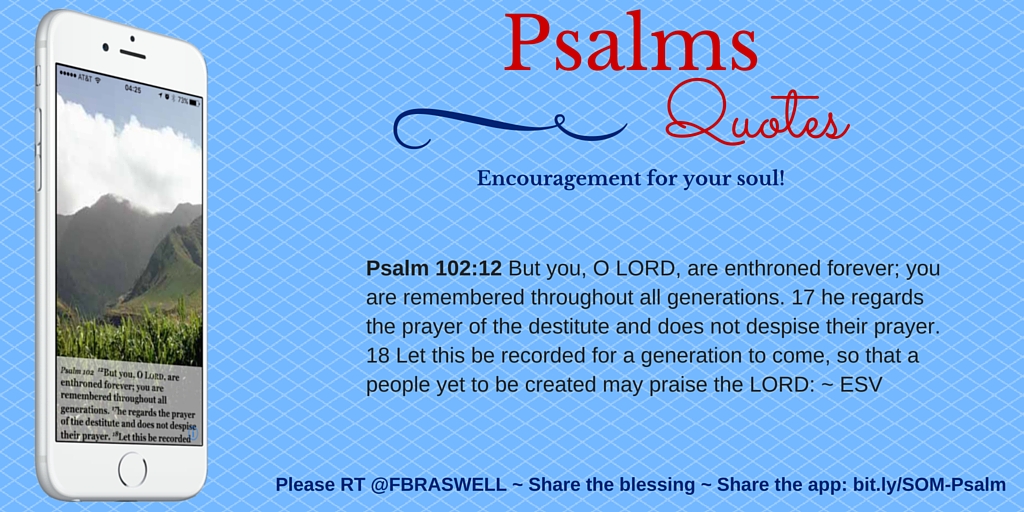 Psalms
Quotes
Encouragement for your soul!
AT&T
04:25
73%
Psalm 102 ¹²But you, O LORD, are
enthroned forever; you are
remembered throughout all
generations. ¹⁷he regards the prayer
of the destitute and does not despise
their prayer. ¹⁸Let this be recorded
Psalm 102:12 But you, O LORD, are enthroned forever; you
are remembered throughout all generations. 17 he regards
the prayer of the destitute and does not despise their prayer.
18 Let this be recorded for a generation to come, so that a
people yet to be created may praise the LORD: ~ ESV
Please RT @FBRASWELL ~ Share the blessing ~ Share the app: bit.ly/SOM-Psalm